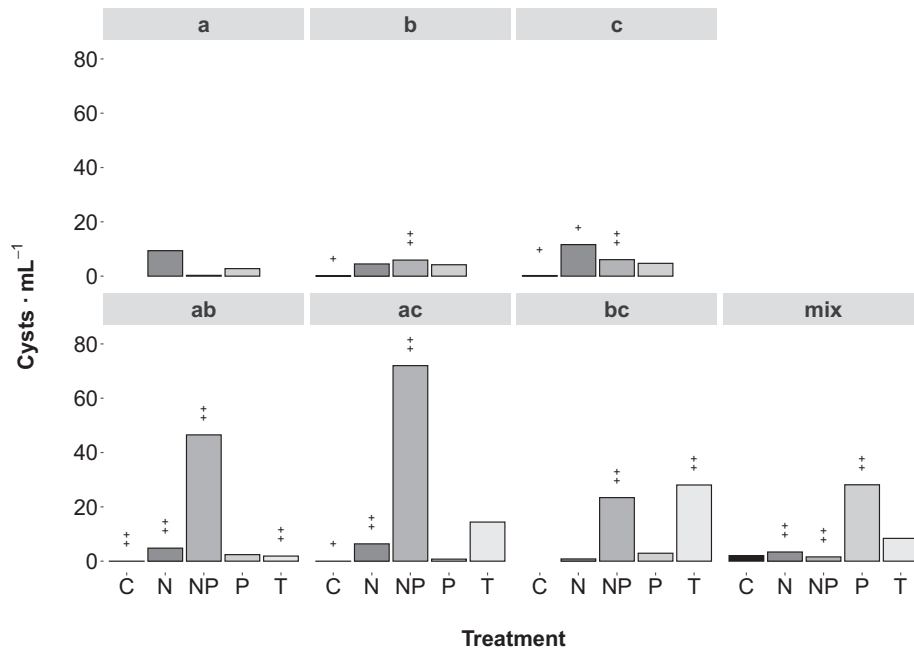 a b c
80
60
40
20
0
+ + + + + + +
Cysts · mL⁻¹
ab ac bc mix
80
60
40
20
0
+ + + + + + + + + + + + + + + + + + + + +
C N NP P T C N NP P T C N NP P T C N NP P T
Treatment